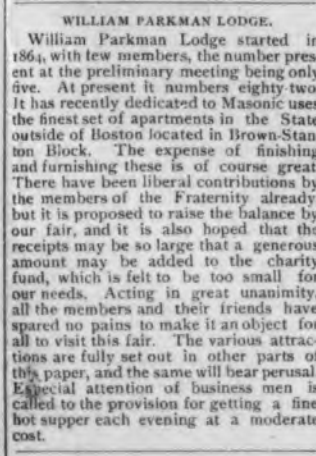 WILLIAM PARKMAN LODGE.
William Parkman Lodge started in
1864, with few members, the number pres
ent at the preliminary meeting being only
five. At present it numbers eighty-two
It has recently dedicated to Masonic uses
the finest set of apartments in the State
outside of Boston located in Brown-Stan
ton Block. The expense of finishing
and furnishing these is of course great
There have been liberal contributions by
the members of the Fraternity already
but it is proposed to raise the balance by
our fair, and it is also hoped that the
receipts may be so large that a generous
amount may be added to the charity
fund, which is felt to be too small for
our needs. Acting in great unanimity,
all the members and their friends have
spared no pains to make it an object for
all to visit this fair. The various attrac-
tions are fully set out in other parts of
this paper, and the same will bear perusal
Especial attention of business men is
called to the provision for getting a fine
hot supper each evening at a moderate
cost.